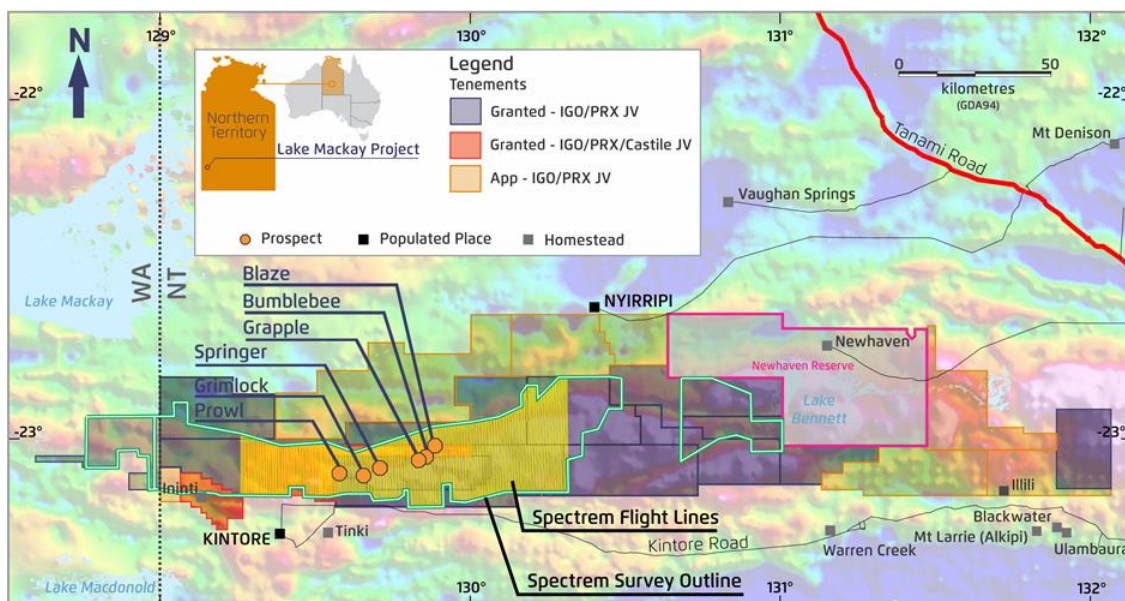 129°
130°
131°
132°
N
-22°
-22°
Legend
Tenements
Granted - IGO/PRX JV
Granted - IGO/PRX/Castile JV
App - IGO/PRX JV
Northern
Territory
Lake Mackay Project
Prospect
Populated Place
Homestead
0
50
kilometres
(GDA94)
Mt Denison
Tanami Road
Vaughan Springs
WA
NT
Lake Mackay
Blaze
Bumblebee
Grapple
Springer
Grimlock
Prowl
NYIRRIPI
Newhaven
Newhaven Reserve
Lake
Bennett
-23°
-23°
Ininti
KINTORE
Tinki
Illili
Spectrem Flight Lines
Kintore Road
Blackwater
Warren Creek
Mt Larrie (Alkipi)
Ulambaura
Spectrem Survey Outline
Lake Macdonold
129°
130°
131°
132°